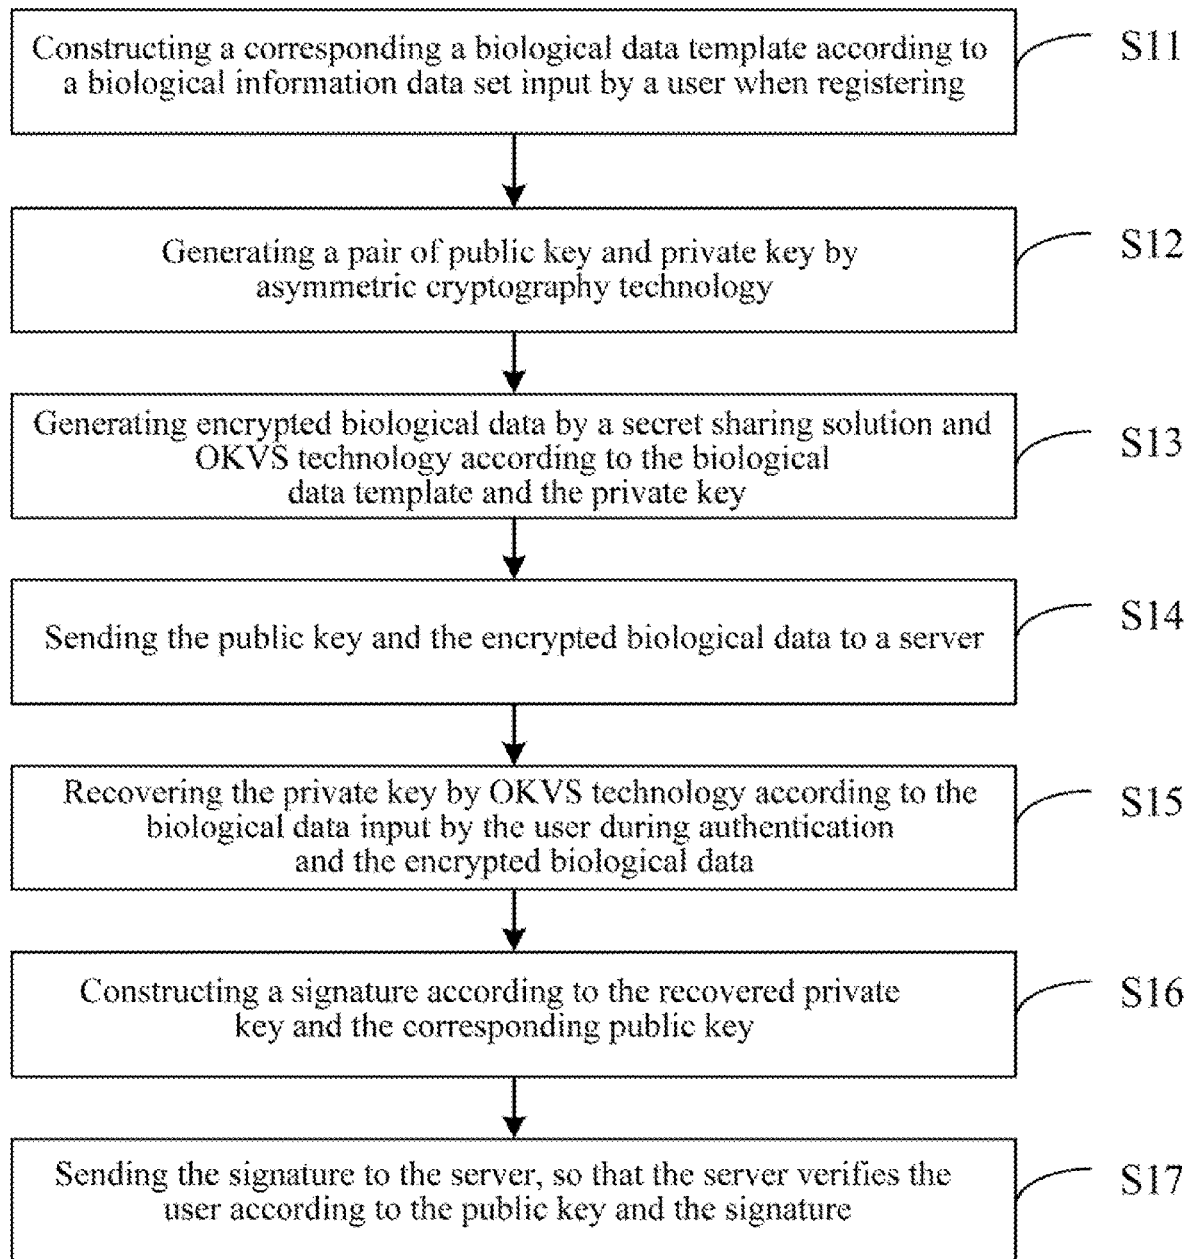 Constructing a corresponding a biological data template according to
a biological information data set input by a user when registering
S11
Generating a pair of public key and private key by
asymmetric cryptography technology
S12
Generating encrypted biological data by a secret sharing solution and
OKVS technology according to the biological
data template and the private key
S13
Sending the public key and the encrypted biological data to a server
S14
Recovering the private key by OKVS technology according to the
biological data input by the user during authentication
and the encrypted biological data
S15
Constructing a signature according to the recovered private
key and the corresponding public key
S16
Sending the signature to the server, so that the server verifies the
user according to the public key and the signature
S17